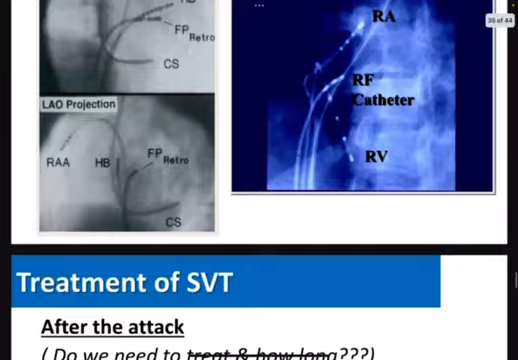 HB
FP Retro
CS
LAO Projection
RAA HB FP Retro
CS
RA
RF
Catheter
RV
35 of 44
Treatment of SVT
After the attack
( Do we need to treat & how long???)